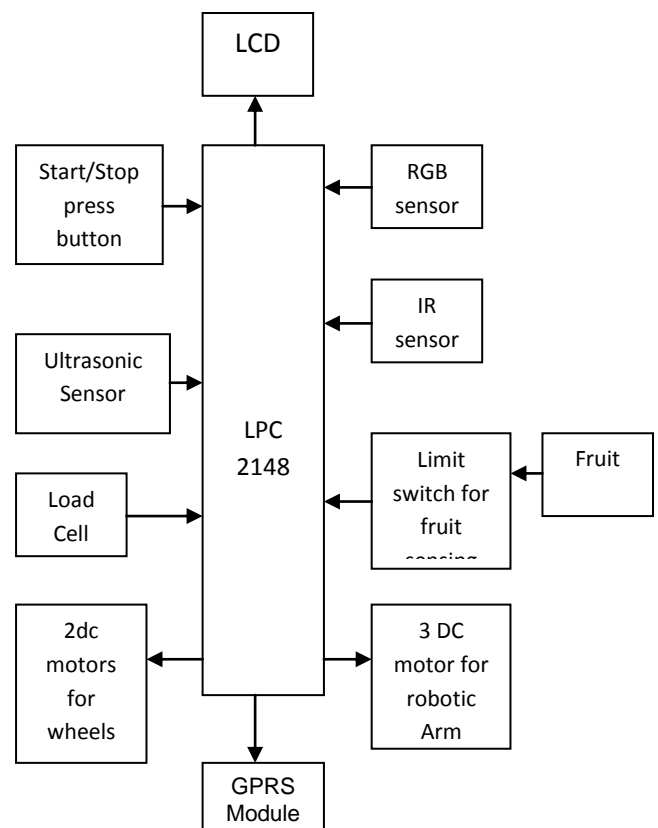 LCD
Start/Stop
press
button
RGB
sensor
IR
sensor
Ultrasonic
Sensor
LPC
2148
Limit
switch for
fruit
sensing
Fruit
Load
Cell
2dc
motors
for
wheels
3 DC
motor for
robotic
Arm
GPRS
Module